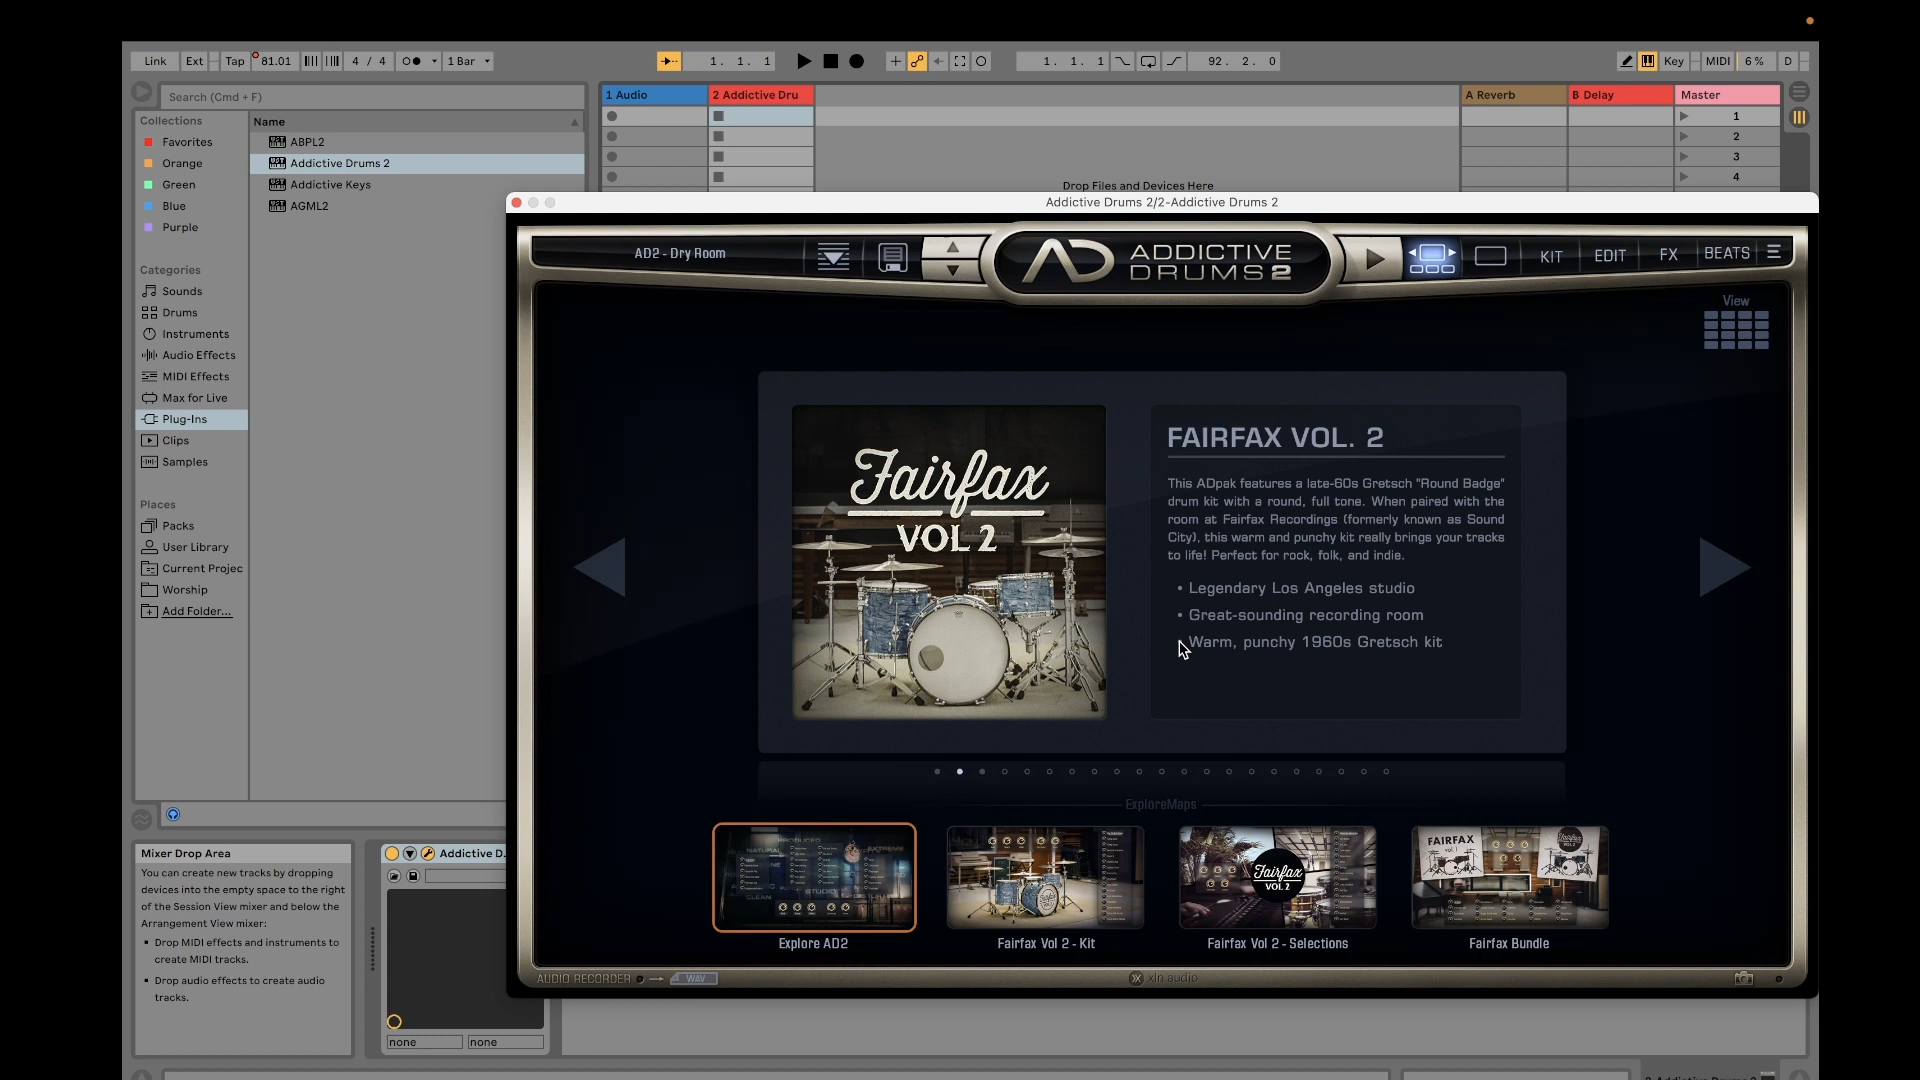 Link Ext Tap 81.01 4 / 4 1 Bar 1. 1. 1 1. 1. 1 92. 2. 0 Key MIDI 6 % D
Search (Cmd + F)
Collections
Favorites
Orange
Green
Blue
Purple
Categories
Sounds
Drums
Instruments
Audio Effects
MIDI Effects
Max for Live
Plug-Ins
Clips
Samples
Places
Packs
User Library
Current Projec
Worship
Add Folder...
Name
ABPL2
Addictive Drums 2
Addictive Keys
AGML2
1 Audio 2 Addictive Dru A Reverb B Delay Master
1
2
3
4
Drop Files and Devices Here
Addictive Drums 2/2-Addictive Drums 2
AD2 - Dry Room
AD ADDICTIVE
DRUMS 2
KIT EDIT FX BEATS
View
Fairfax
VOL 2
FAIRFAX VOL. 2
This ADpak features a late-60s Gretsch "Round Badge"
drum kit with a round, full tone. When paired with the
room at Fairfax Recordings (formerly known as Sound
City), this warm and punchy kit really brings your tracks
to life! Perfect for rock, folk, and indie.
• Legendary Los Angeles studio
• Great-sounding recording room
Warm, punchy 1960s Gretsch kit
ExploreMaps
FAIRFAX
Fairfax
VOL 2
Explore AD2
Fairfax Vol 2 - Kit
Fairfax Vol 2 - Selections
Fairfax Bundle
AUDIO RECORDER WAV
xln audio
Mixer Drop Area
You can create new tracks by dropping
devices into the empty space to the right
of the Session View mixer and below the
Arrangement View mixer:
Drop MIDI effects and instruments to
create MIDI tracks.
Drop audio effects to create audio
tracks.
Addictive D.
none none